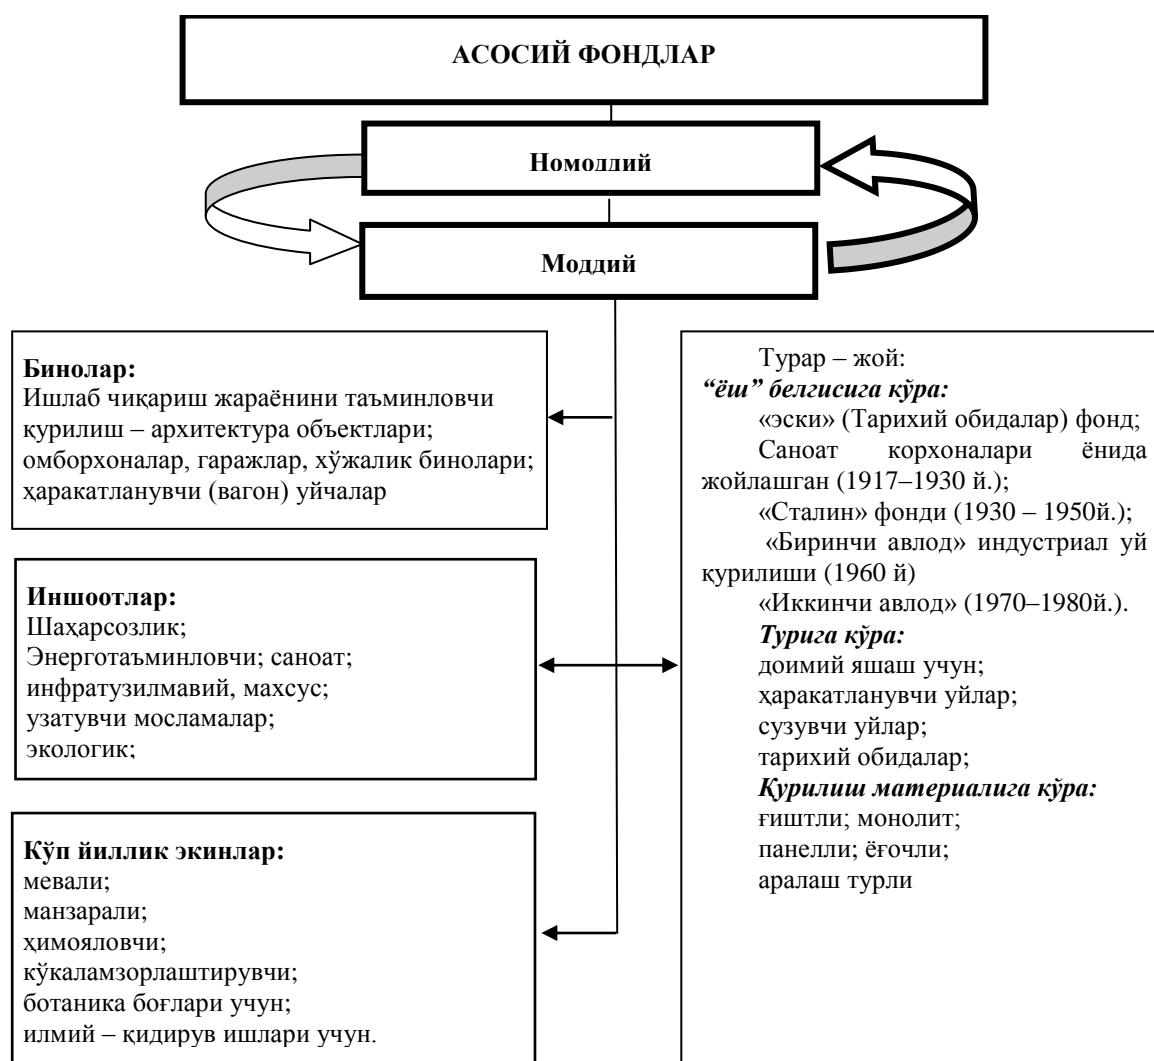 АСОСИЙ ФОНДЛАР
Номоддий
Моддий
Бинолар:
Ишлаб чиқариш жараёнини таъминловчи
қурилиш – архитектура объектлари;
омборхоналар, гаражлар, хўжалик бинолари;
ҳаракатланувчи (вагон) уйчалар
Иншоотлар:
Шаҳарсозлик;
Энерготаъминловчи; саноат;
инфратузилмавий, махсус;
узатувчи мосламалар;
экологик;
Кўп йиллик экинлар:
мевали;
манзарали;
ҳимояловчи;
кўкаламзорлаштирувчи;
ботаника боғлари учун;
илмий – қидирув ишлари учун.
Турар – жой:
“ёш” белгисига кўра:
«эски» (Тарихий обидалар) фонд;
Саноат корхоналари ёнида
жойлашган (1917–1930 й.);
«Сталин» фонди (1930 – 1950й.);
«Биринчи авлод» индустриал уй
қурилиши (1960 й)
«Иккинчи авлод» (1970–1980й.).
Турига кўра:
доимий яшаш учун;
ҳаракатланувчи уйлар;
сузувчи уйлар;
тарихий обидалар;
Қурилиш материалига кўра:
ғиштли; монолит;
панелли; ёғочли;
аралаш турли